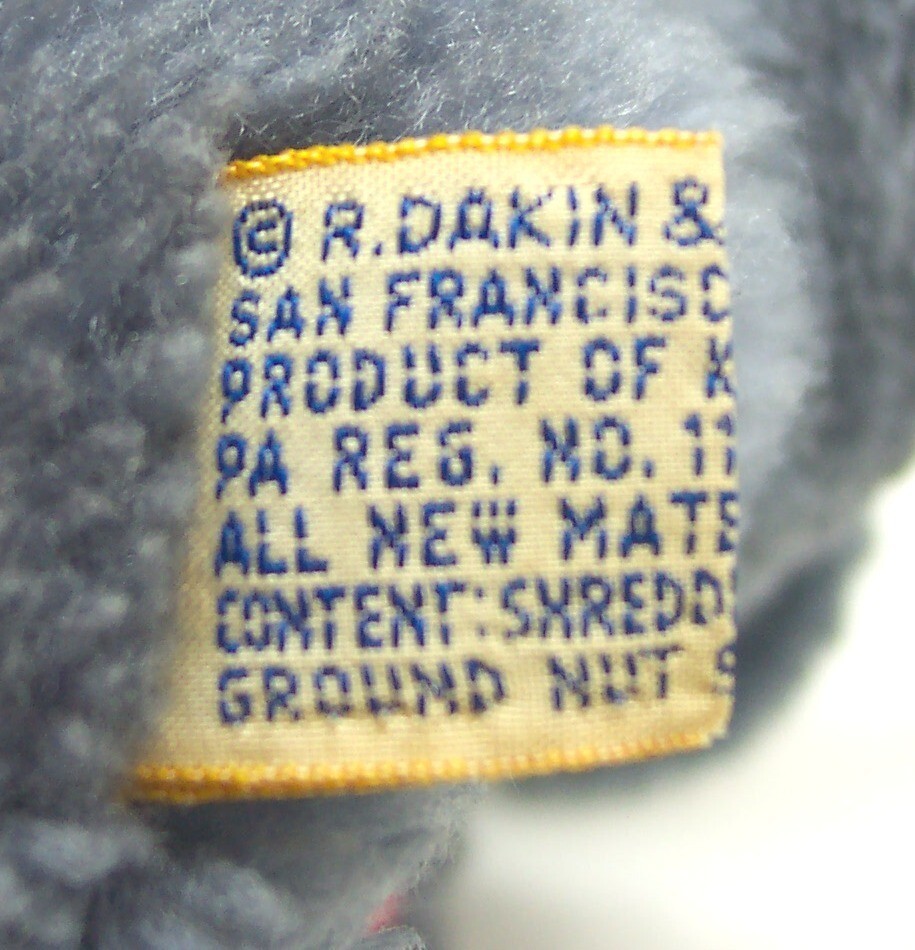 © R. DAKIN &
SAN FRANCISC
PRODUCT OF K
PA REG. NO. 11
ALL NEW MATE
CONTENT: SHREDD
GROUND NUT S